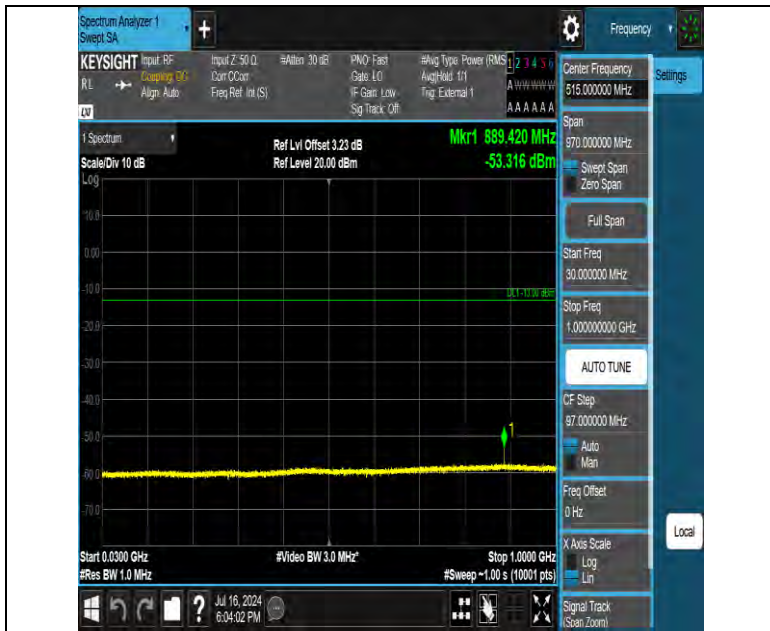 Spectrum Analyzer 1
Swept SA
+
Frequency
KEYSIGHT
RL
Input: RF
Coupling: DC
Align: Auto
Input Z: 50 Ω
Corr CCorr
Freq Ref: Int (S)
#Atten: 30 dB
PNO: Fast
Gate: LO
IF Gain: Low
Sig Track: Off
#Avg Type: Power (RMS
Avg|Hold: 1/1
Trig: External 1
1 2 3 4 5 6
A W W W W W
A A A A A A
1 Spectrum
Scale/Div 10 dB
Ref Lvl Offset 3.23 dB
Ref Level 20.00 dBm
Mkr1 889.420 MHz
-53.316 dBm
Log
10.0
0.00
-10.0
DL1 -13.00 dBm
-20.0
-30.0
-40.0
-50.0
1
-60.0
-70.0
Start 0.0300 GHz
#Res BW 1.0 MHz
#Video BW 3.0 MHz*
Stop 1.0000 GHz
#Sweep ~1.00 s (10001 pts)
?
Jul 16, 2024
6:04:02 PM
Center Frequency
515.000000 MHz
Settings
Span
970.000000 MHz
Swept Span
Zero Span
Full Span
Start Freq
30.000000 MHz
Stop Freq
1.000000000 GHz
AUTO TUNE
CF Step
97.000000 MHz
Auto
Man
Freq Offset
0 Hz
X Axis Scale
Log
Lin
Signal Track
(Span Zoom)
Local